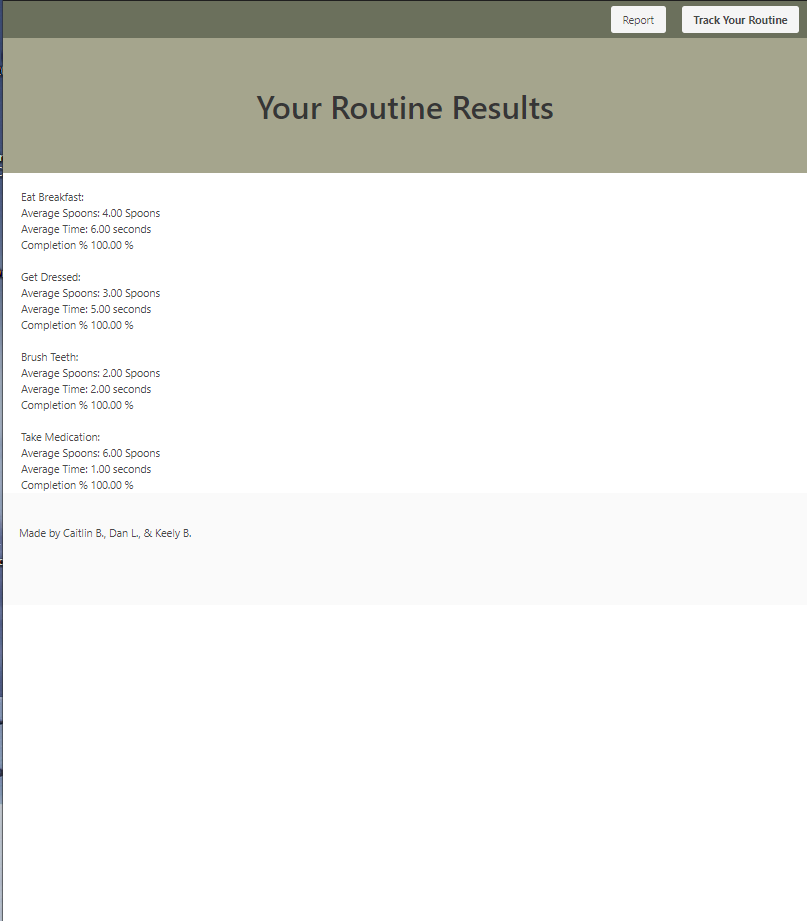 Report
Track Your Routine
Your Routine Results
Eat Breakfast:
Average Spoons: 4.00 Spoons
Average Time: 6.00 seconds
Completion % 100.00 %
Get Dressed:
Average Spoons: 3.00 Spoons
Average Time: 5.00 seconds
Completion % 100.00 %
Brush Teeth:
Average Spoons: 2.00 Spoons
Average Time: 2.00 seconds
Completion % 100.00 %
Take Medication:
Average Spoons: 6.00 Spoons
Average Time: 1.00 seconds
Completion % 100.00 %
Made by Caitlin B., Dan L., & Keely B.